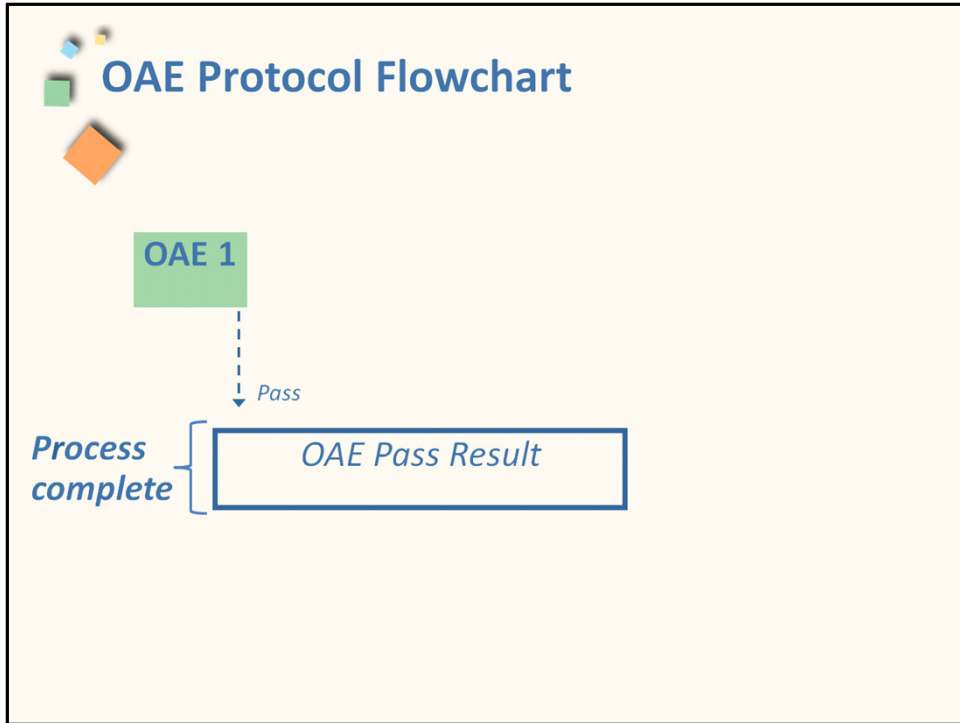 OAE Protocol Flowchart
OAE 1
Pass
Process
complete
OAE Pass Result